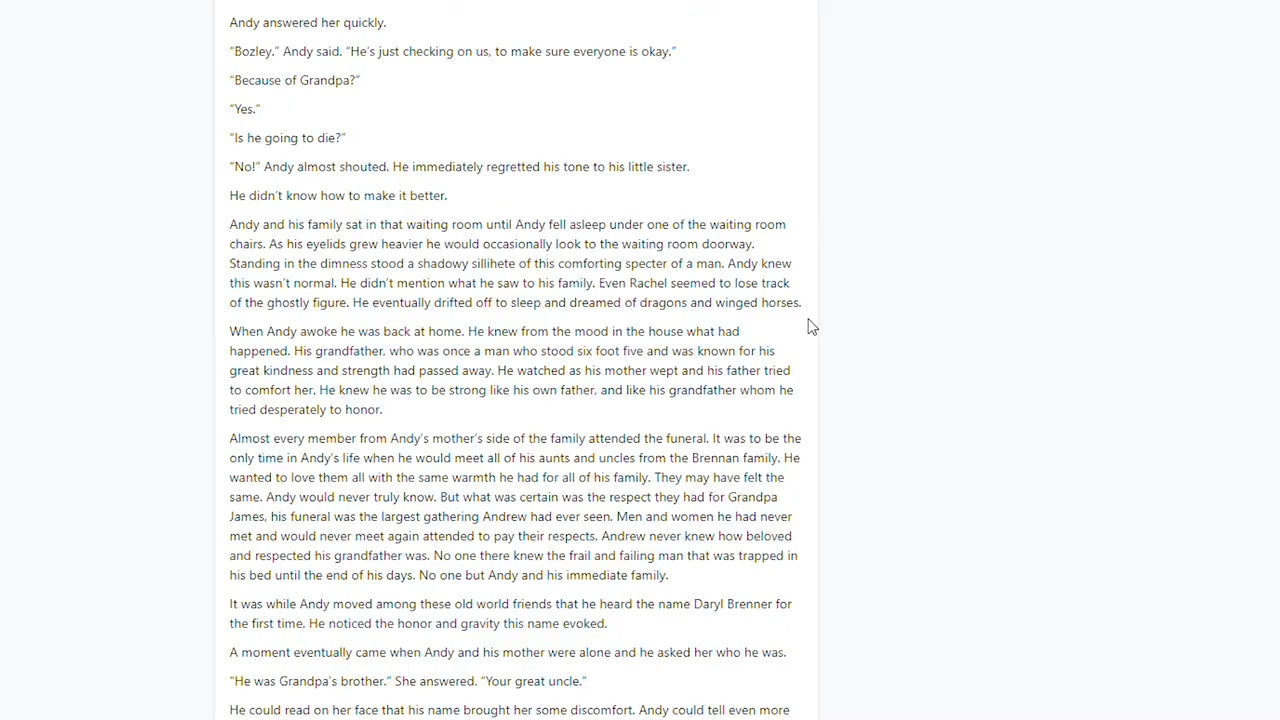 Andy answered her quickly.
“Bozley.” Andy said. “He’s just checking on us, to make sure everyone is okay.”
“Because of Grandpa?”
“Yes.”
“Is he going to die?”
“No!” Andy almost shouted. He immediately regretted his tone to his little sister.
He didn’t know how to make it better.
Andy and his family sat in that waiting room until Andy fell asleep under one of the waiting room
chairs. As his eyelids grew heavier he would occasionally look to the waiting room doorway.
Standing in the dimness stood a shadowy sillihete of this comforting specter of a man. Andy knew
this wasn’t normal. He didn’t mention what he saw to his family. Even Rachel seemed to lose track
of the ghostly figure. He eventually drifted off to sleep and dreamed of dragons and winged horses.
When Andy awoke he was back at home. He knew from the mood in the house what had
happened. His grandfather, who was once a man who stood six foot five and was known for his
great kindness and strength had passed away. He watched as his mother wept and his father tried
to comfort her. He knew he was to be strong like his own father, and like his grandfather whom he
tried desperately to honor.
Almost every member from Andy’s mother’s side of the family attended the funeral. It was to be the
only time in Andy’s life when he would meet all of his aunts and uncles from the Brennan family. He
wanted to love them all with the same warmth he had for all of his family. They may have felt the
same. Andy would never truly know. But what was certain was the respect they had for Grandpa
James, his funeral was the largest gathering Andrew had ever seen. Men and women he had never
met and would never meet again attended to pay their respects. Andrew never knew how beloved
and respected his grandfather was. No one there knew the frail and failing man that was trapped in
his bed until the end of his days. No one but Andy and his immediate family.
It was while Andy moved among these old world friends that he heard the name Daryl Brenner for
the first time. He noticed the honor and gravity this name evoked.
A moment eventually came when Andy and his mother were alone and he asked her who he was.
“He was Grandpa’s brother.” She answered. “Your great uncle.”
He could read on her face that his name brought her some discomfort. Andy could tell even more